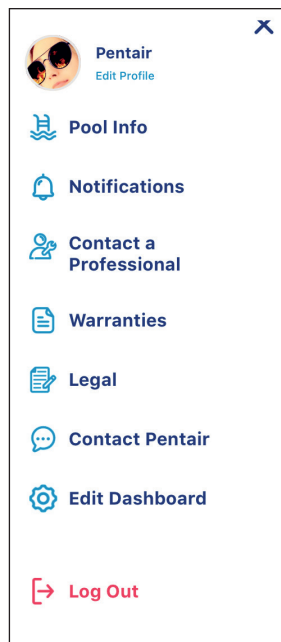 Pentair
Edit Profile
Pool Info
Notifications
Contact a
Professional
Warranties
Legal
Contact Pentair
Edit Dashboard
Log Out